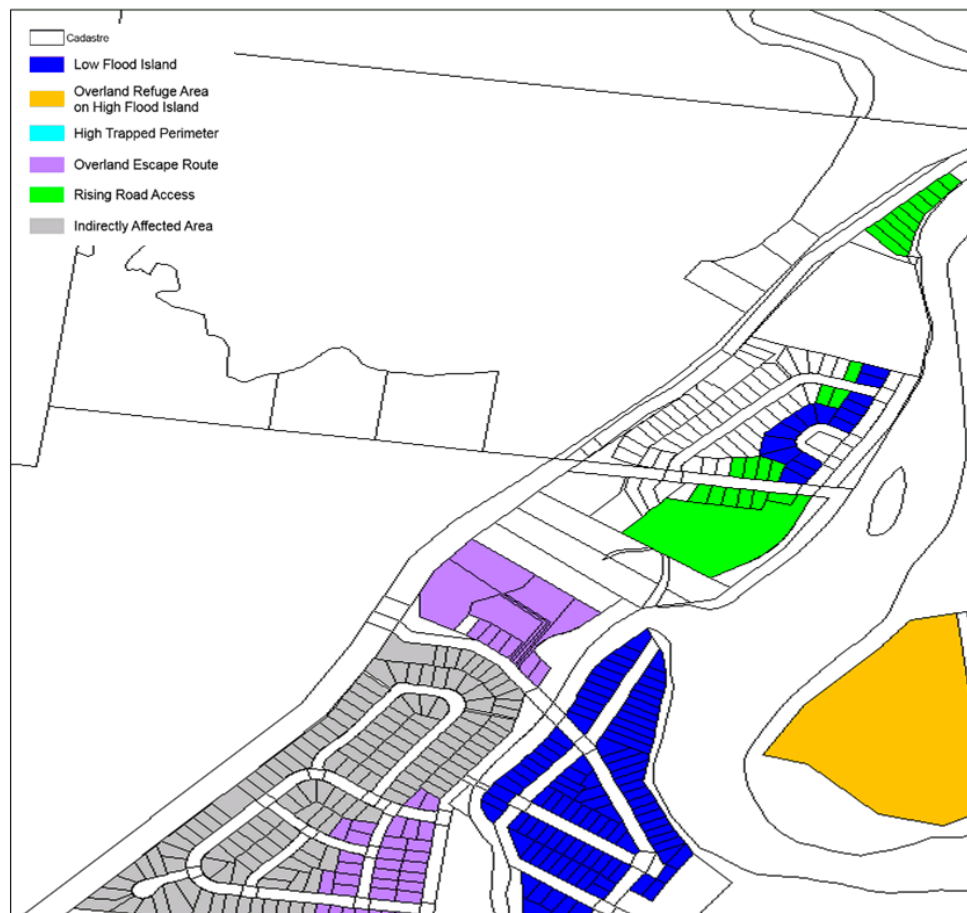 Cadastre
Low Flood Island
Overland Refuge Area
on High Flood Island
High Trapped Perimeter
Overland Escape Route
Rising Road Access
Indirectly Affected Area